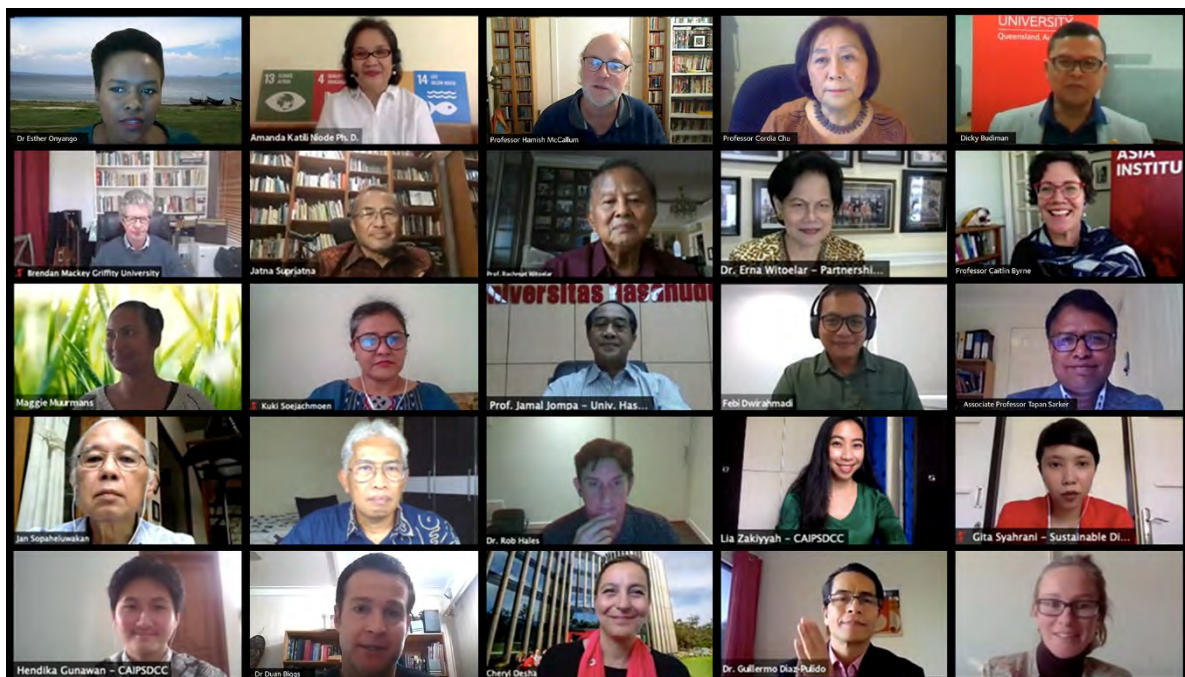 Dr Esther Onyango
13
4
14
Amanda Katili Niode Ph. D.
Professor Hamish McCallum
Professor Cordia Chu
UNIVERSITY
Queensland, Au
Dicky Budiman
Brendan Mackey Griffity University
Jatna Supriatna
Prof. Rachmat Witoelar
Dr. Erna Witoelar – Partnershi...
ASIA
INSTITU
Professor Caitlin Byrne
Maggie Muurmans
Kuki Soejachmoen
niversitas Hasanudd
Prof. Jamal Jompa – Univ. Has...
Febi Dwirahmadi
Associate Professor Tapan Sarker
Jan Sopaheluwakan
Dr. Rob Hales
Lia Zakiyyah – CAIPSDCC
Gita Syahrani – Sustainable Di...
Hendika Gunawan – CAIPSDCC
Dr Duan Biggs
Cheryl Desha
Dr. Guillermo Diaz-Pulido